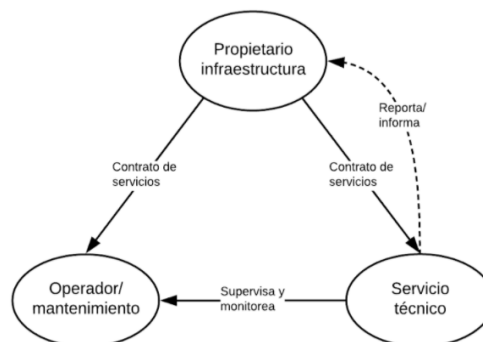 Propietario
infraestructura
Reporta/
informa
Contrato de
servicios
Contrato de
servicios
Operador/
mantenimiento
Supervisa y
monitorea
Servicio
técnico